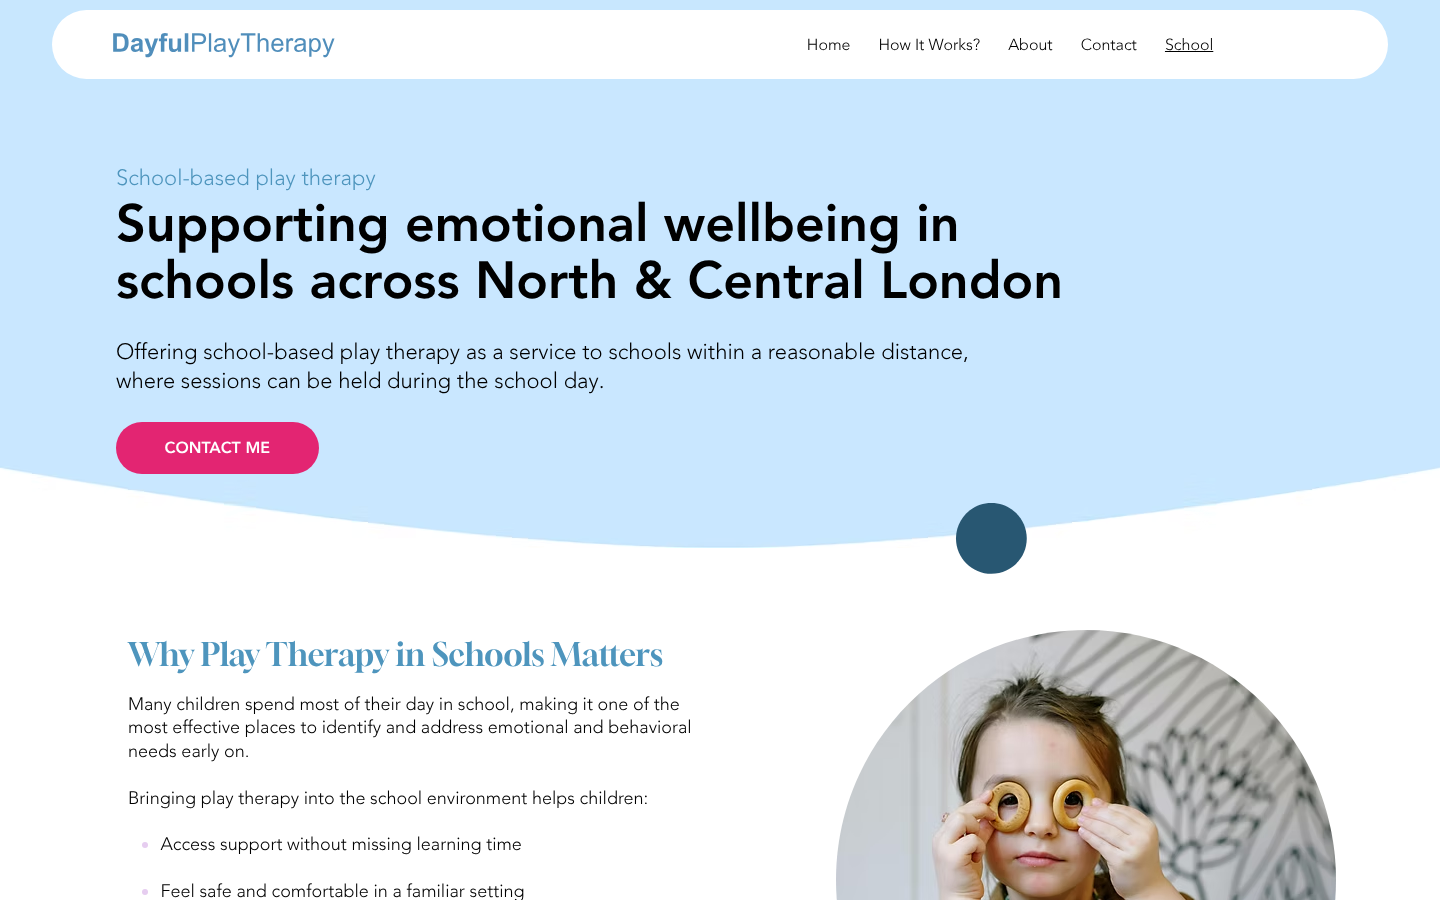 DayfulPlayTherapy
Home How It Works? About Contact School
School-based play therapy
Supporting emotional wellbeing in
schools across North & Central London
Offering school-based play therapy as a service to schools within a reasonable distance,
where sessions can be held during the school day.
CONTACT ME
Why Play Therapy in Schools Matters
Many children spend most of their day in school, making it one of the
most effective places to identify and address emotional and behavioral
needs early on.
Bringing play therapy into the school environment helps children:
Access support without missing learning time
Feel safe and comfortable in a familiar setting